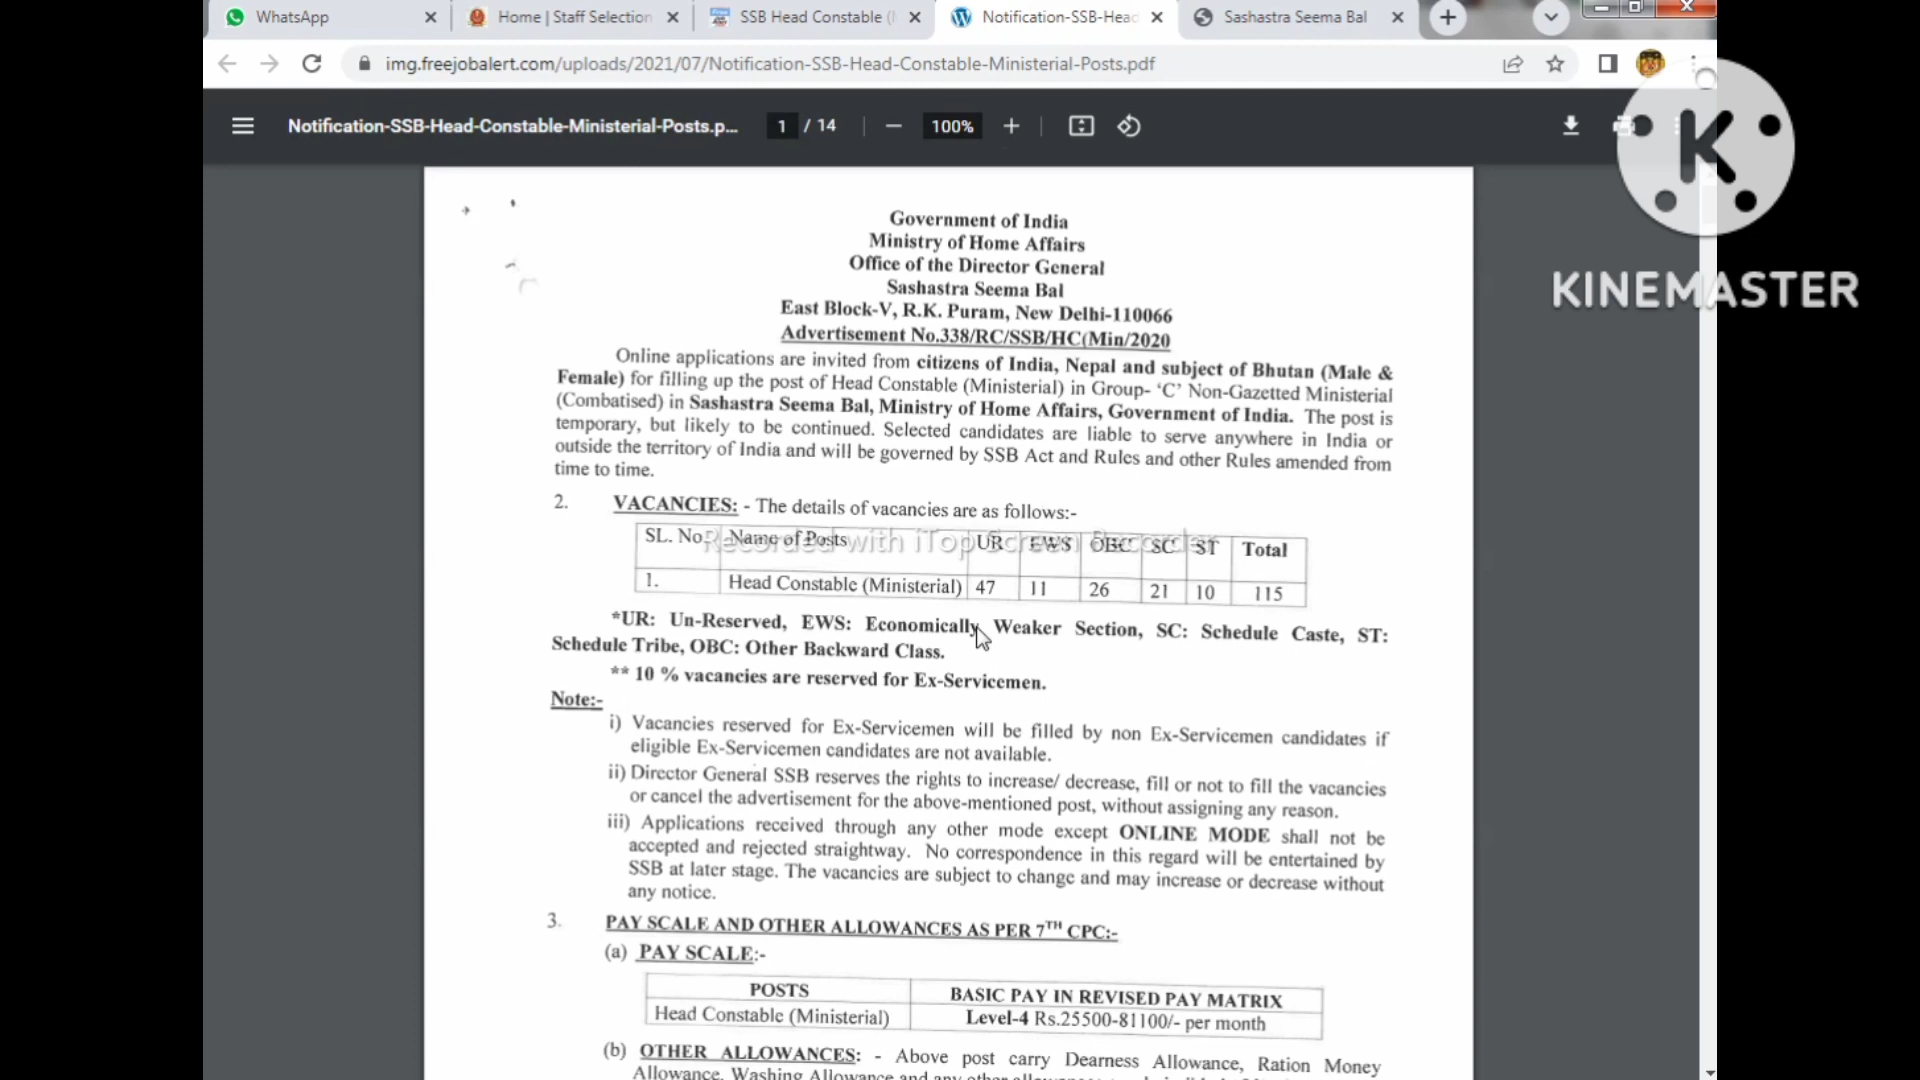 WhatsApp
Home | Staff Selection
SSB Head Constable (
Notification-SSB-Head
Sashastra Seema Bal
img.freejobalert.com/uploads/2021/07/Notification-SSB-Head-Constable-Ministerial-Posts.pdf
Notification-SSB-Head-Constable-Ministerial-Posts.p... 1 / 14 100%
KINEMASTER
Government of India
Ministry of Home Affairs
Office of the Director General
Sashastra Seema Bal
East Block-V, R.K. Puram, New Delhi-110066
Advertisement No.338/RC/SSB/HC(Min/2020
Online applications are invited from citizens of India, Nepal and subject of Bhutan (Male &
Female) for filling up the post of Head Constable (Ministerial) in Group- ‘C’ Non-Gazetted Ministerial
(Combatised) in Sashastra Seema Bal, Ministry of Home Affairs, Government of India. The post is
temporary, but likely to be continued. Selected candidates are liable to serve anywhere in India or
outside the territory of India and will be governed by SSB Act and Rules and other Rules amended from
time to time.
2. VACANCIES: - The details of vacancies are as follows:-
SL. No. Name of Posts UR EWS OBC SC ST Total
Recorded with iTop Screen Recorder
1. Head Constable (Ministerial) 47 11 26 21 10 115
*UR: Un-Reserved, EWS: Economically Weaker Section, SC: Schedule Caste, ST:
Schedule Tribe, OBC: Other Backward Class.
** 10 % vacancies are reserved for Ex-Servicemen.
Note:-
i) Vacancies reserved for Ex-Servicemen will be filled by non Ex-Servicemen candidates if
eligible Ex-Servicemen candidates are not available.
ii) Director General SSB reserves the rights to increase/ decrease, fill or not to fill the vacancies
or cancel the advertisement for the above-mentioned post, without assigning any reason.
iii) Applications received through any other mode except ONLINE MODE shall not be
accepted and rejected straightway. No correspondence in this regard will be entertained by
SSB at later stage. The vacancies are subject to change and may increase or decrease without
any notice.
3. PAY SCALE AND OTHER ALLOWANCES AS PER 7TH CPC:-
(a) PAY SCALE:-
POSTS BASIC PAY IN REVISED PAY MATRIX
Head Constable (Ministerial) Level-4 Rs.25500-81100/- per month
(b) OTHER ALLOWANCES: - Above post carry Dearness Allowance, Ration Money
Allowance, Washing Allowance and any other